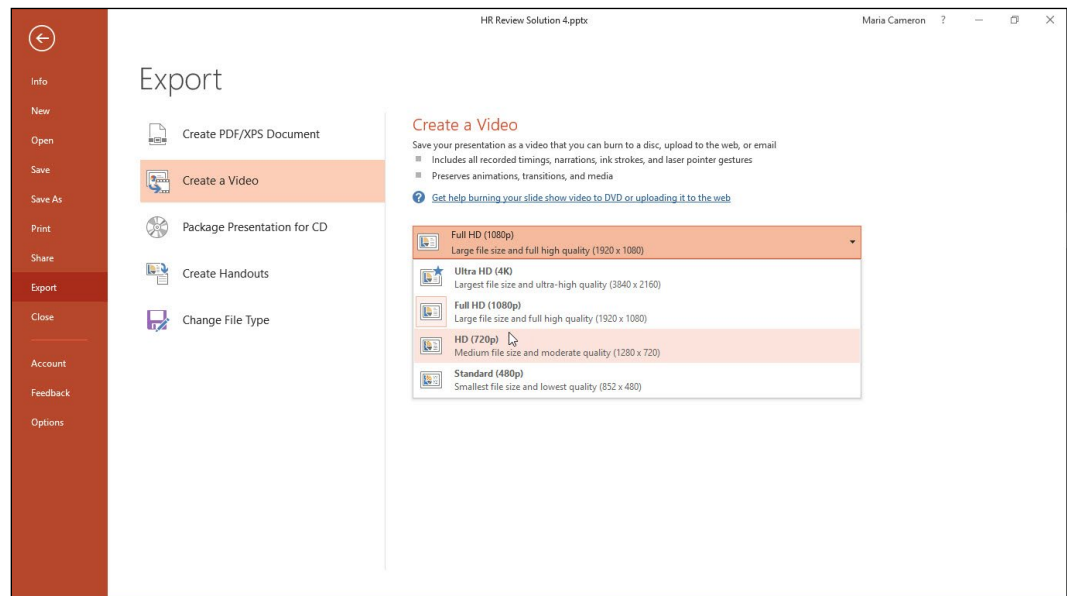 HR Review Solution 4.pptx
Maria Cameron ?
Info
New
Open
Save
Save As
Print
Share
Export
Close
Account
Feedback
Options
Export
Create PDF/XPS Document
Create a Video
Package Presentation for CD
Create Handouts
Change File Type
Create a Video
Save your presentation as a video that you can burn to a disc, upload to the web, or email
Includes all recorded timings, narrations, ink strokes, and laser pointer gestures
Preserves animations, transitions, and media
? Get help burning your slide show video to DVD or uploading it to the web
Full HD (1080p)
Large file size and full high quality (1920 x 1080)
Ultra HD (4K)
Largest file size and ultra-high quality (3840 x 2160)
Full HD (1080p)
Large file size and full high quality (1920 x 1080)
HD (720p)
Medium file size and moderate quality (1280 x 720)
Standard (480p)
Smallest file size and lowest quality (852 x 480)